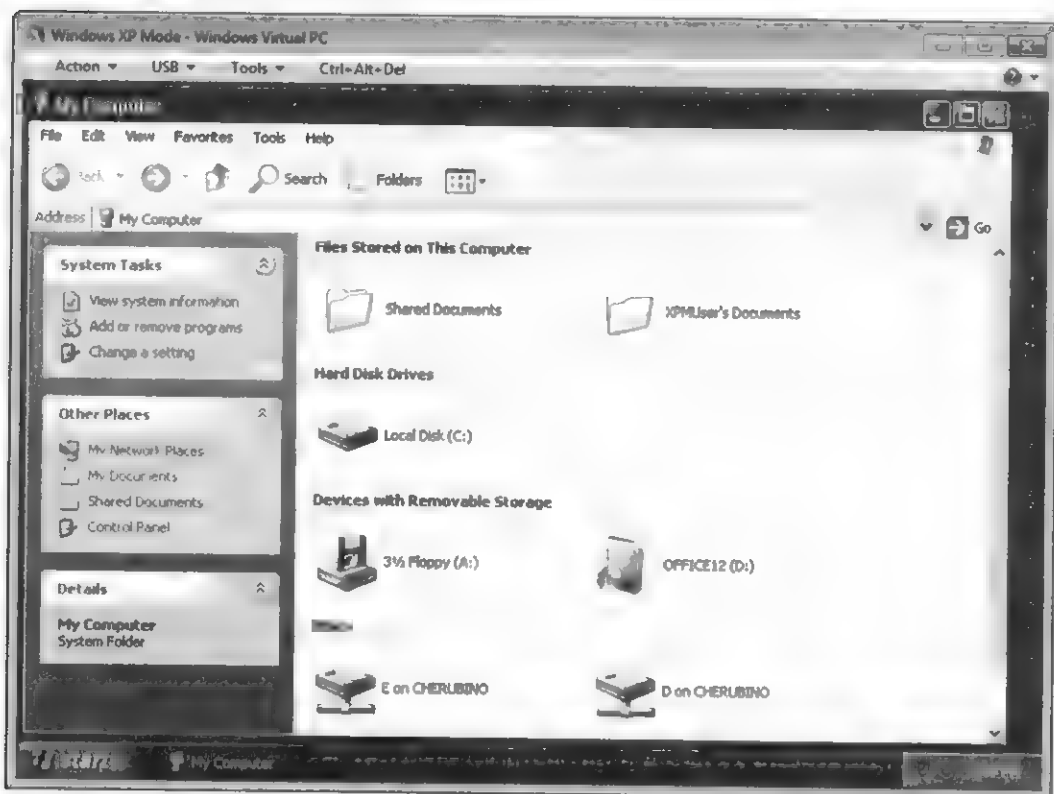 Windows XP Mode - Windows Virtual PC
Action USB Tools Ctrl+Alt+Del
My Computer
File Edit View Favorites Tools Help
Back Search Folders
Address My Computer Go
System Tasks
View system information
Add or remove programs
Change a setting
Other Places
My Network Places
My Documents
Shared Documents
Control Panel
Details
My Computer
System Folder
Files Stored on This Computer
Shared Documents XPMUser's Documents
Hard Disk Drives
Local Disk (C:)
Devices with Removable Storage
3½ Floppy (A:) OFFICE12 (D:)
E on CHERUBINO D on CHERUBINO
start My Computer